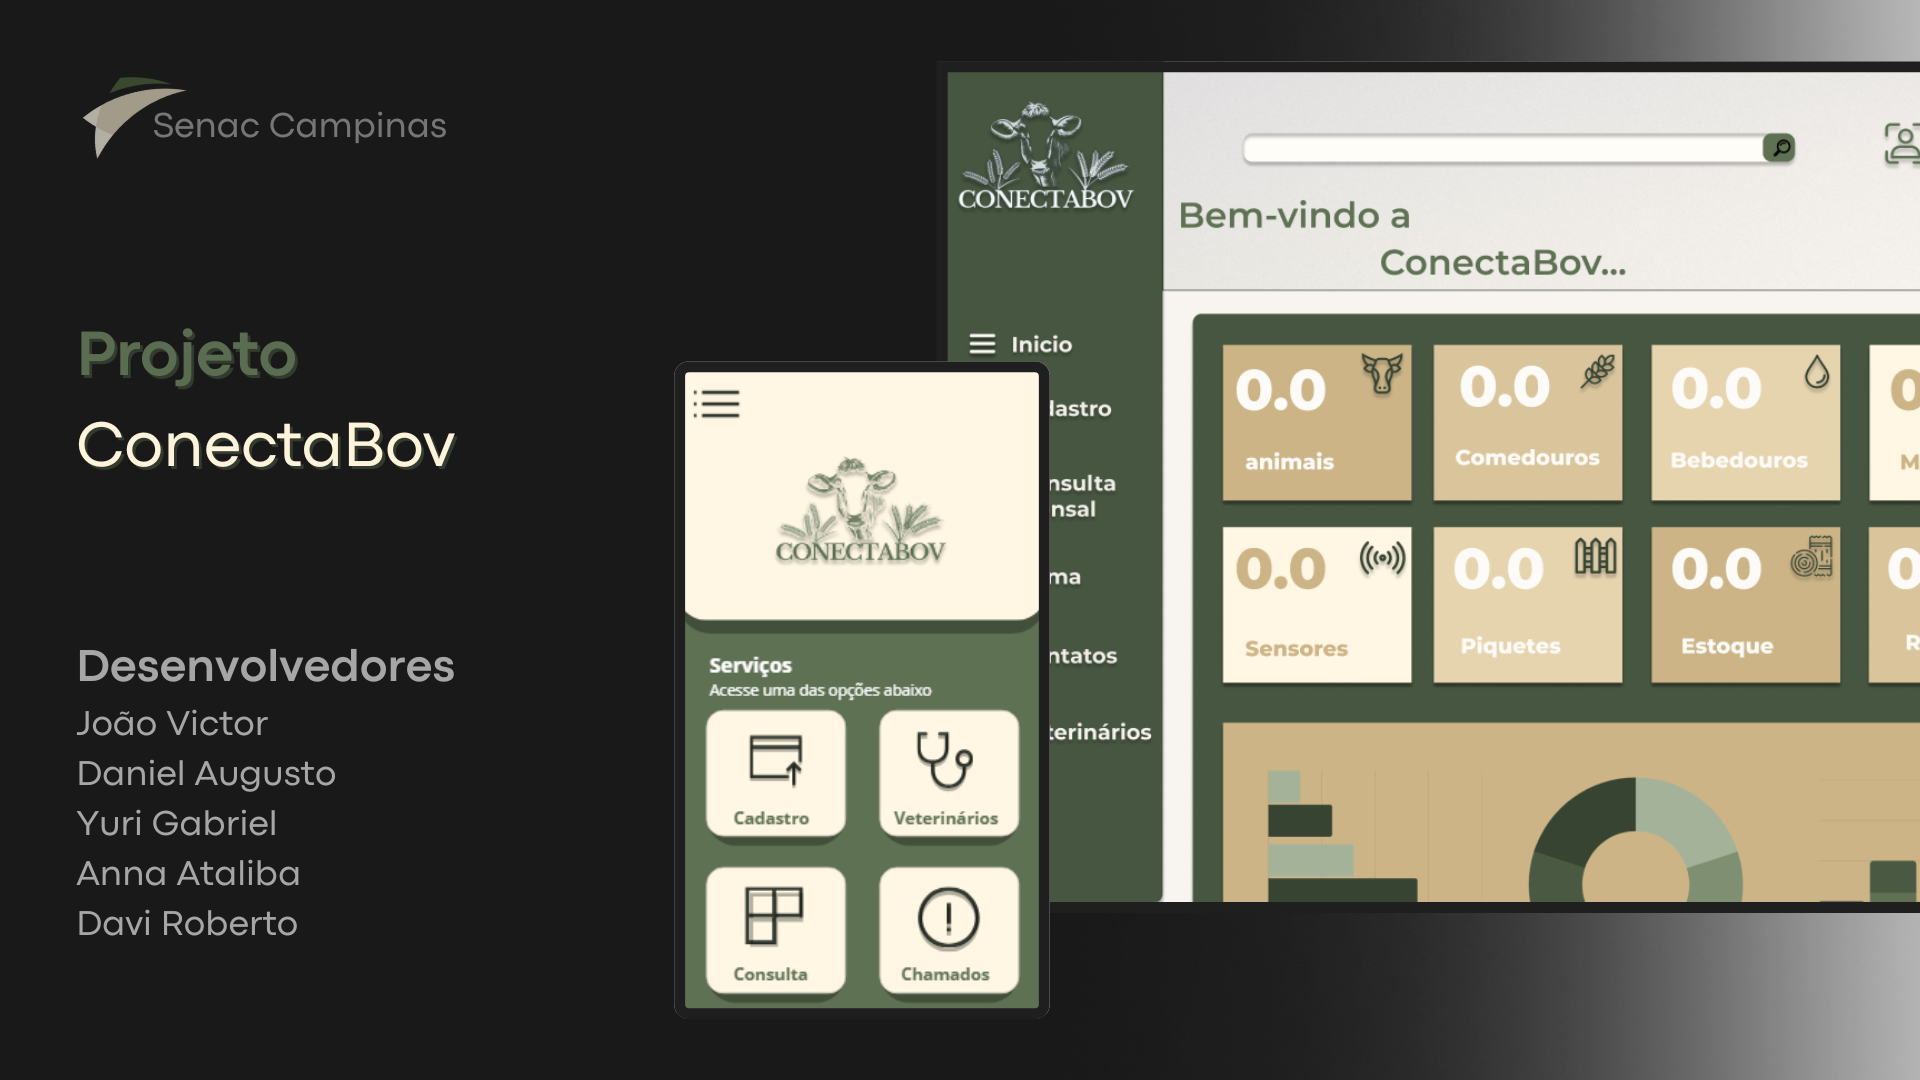 Senac Campinas
Projeto
ConectaBov
Desenvolvedores
João Victor
Daniel Augusto
Yuri Gabriel
Anna Ataliba
Davi Roberto
CONECTABOV
Serviços
Acesse uma das opções abaixo
Cadastro
Veterinários
Consulta
Chamados
CONECTABOV
Inicio
dastro
nsulta
nsal
ma
ntatos
terinários
Bem-vindo a
ConectaBov...
0.0
animais
0.0
Comedouros
0.0
Bebedouros
0
M
0.0
Sensores
0.0
Piquetes
0.0
Estoque
0
R